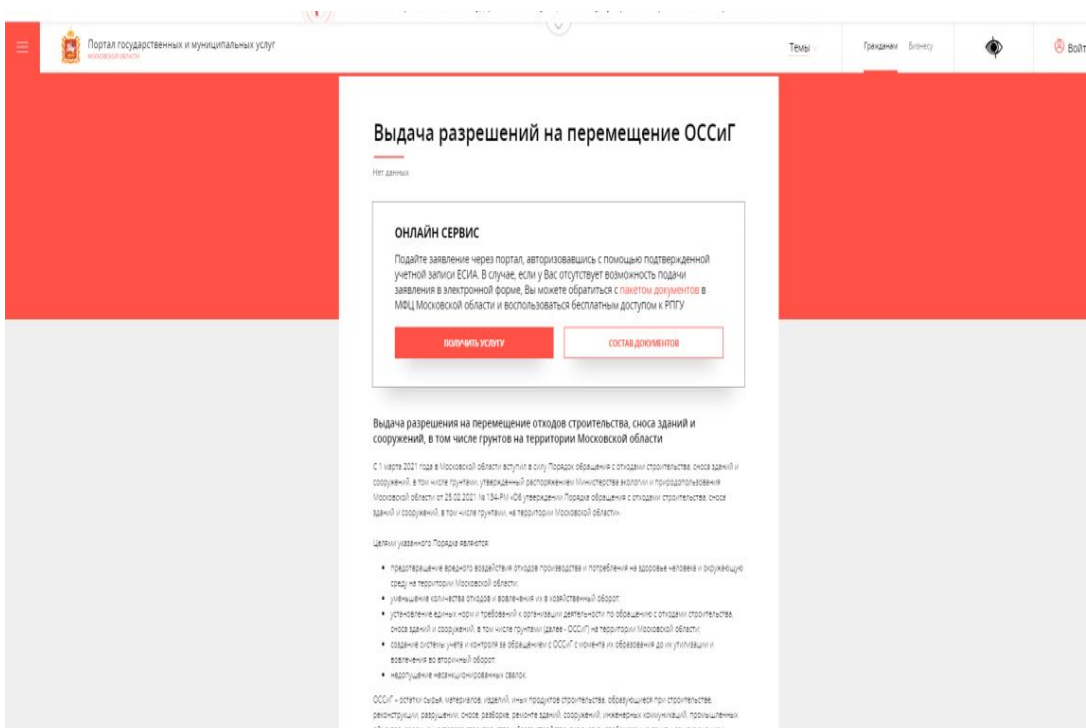 Портал государственных и муниципальных услуг
МОСКОВСКОЙ ОБЛАСТИ
Темы
Гражданам Бизнесу
Войт
Выдача разрешений на перемещение ОССиГ
Нет данных
ОНЛАЙН СЕРВИС
Подайте заявление через портал, авторизовавшись с помощью подтвержденной
учетной записи ЕСИА. В случае, если у Вас отсутствует возможность подачи
заявления в электронной форме, Вы можете обратиться с пакетом документов в
МФЦ Московской области и воспользоваться бесплатным доступом к РПГУ
ПОЛУЧИТЬ УСЛУГУ
СОСТАВ ДОКУМЕНТОВ
Выдача разрешения на перемещение отходов строительства, сноса зданий и
сооружений, в том числе грунтов на территории Московской области
С 1 марта 2021 года в Московской области вступил в силу Порядок обращения с отходами строительства, сноса зданий и
сооружений, в том числе грунтами, утвержденный распоряжением Министерства экологии и природопользования
Московской области от 25.02.2021 № 134-РМ «Об утверждении Порядка обращения с отходами строительства, сноса
зданий и сооружений, в том числе грунтами, на территории Московской области».
Целями указанного Порядка являются:
• предотвращение вредного воздействия отходов производства и потребления на здоровье человека и окружающую
среду на территории Московской области;
• уменьшение количества отходов и вовлечения их в хозяйственный оборот;
• установление единых норм и требований к организации деятельности по обращению с отходами строительства,
сноса зданий и сооружений, в том числе грунтами (далее - ОССиГ) на территории Московской области;
• создание системы учета и контроля за обращением с ОССиГ с момента их образования до их утилизации и
вовлечения во вторичный оборот;
• недопущение несанкционированных свалок.
ОССиГ – остатки сырья, материалов, изделий, иных продуктов строительства, образующиеся при строительстве,
реконструкции, разрушении, сносе, разборке, ремонте зданий, сооружений, инженерных коммуникаций, промышленных